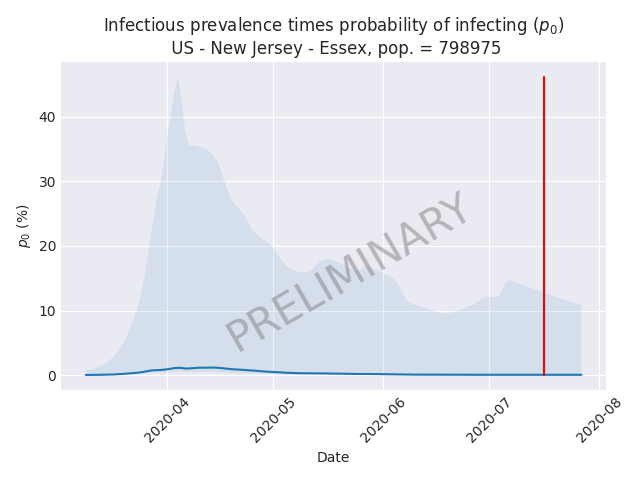 Infectious prevalence times probability of infecting (p₀)
US - New Jersey - Essex, pop. = 798975
p₀ (%)
40
30
20
10
0
PRELIMINARY
2020-04
2020-05
2020-06
2020-07
2020-08
Date